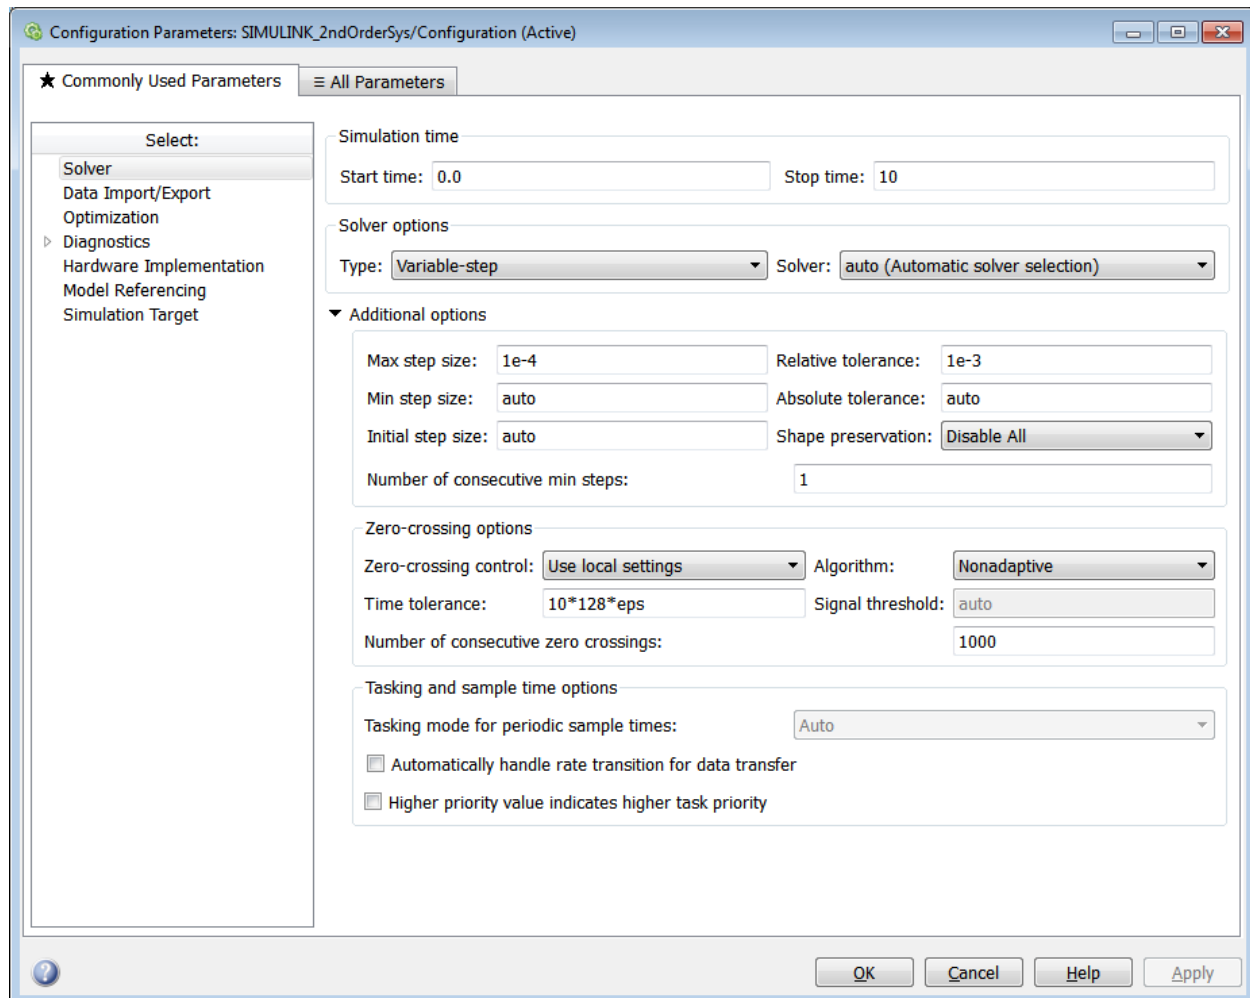 Configuration Parameters: SIMULINK_2ndOrderSys/Configuration (Active)
★ Commonly Used Parameters
≡ All Parameters
Select:
Solver
Data Import/Export
Optimization
Diagnostics
Hardware Implementation
Model Referencing
Simulation Target
Simulation time
Start time: 0.0 Stop time: 10
Solver options
Type: Variable-step Solver: auto (Automatic solver selection)
Additional options
Max step size: 1e-4 Relative tolerance: 1e-3
Min step size: auto Absolute tolerance: auto
Initial step size: auto Shape preservation: Disable All
Number of consecutive min steps: 1
Zero-crossing options
Zero-crossing control: Use local settings Algorithm: Nonadaptive
Time tolerance: 10*128*eps Signal threshold: auto
Number of consecutive zero crossings: 1000
Tasking and sample time options
Tasking mode for periodic sample times: Auto
Automatically handle rate transition for data transfer
Higher priority value indicates higher task priority
? OK Cancel Help Apply